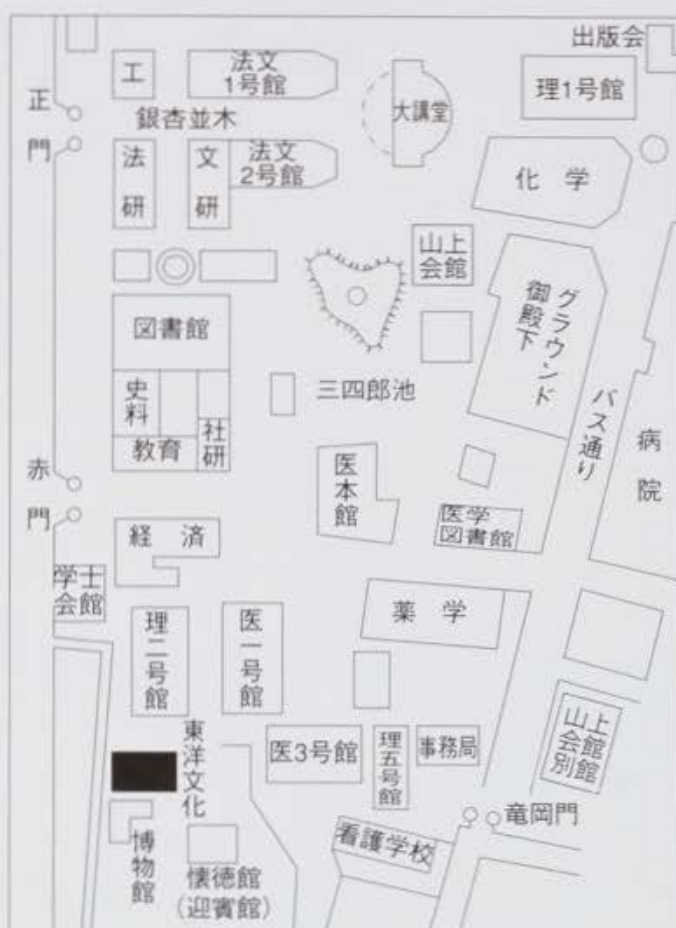 出版会
工
法文
1号館
理1号館
正門
大講堂
銀杏並木
法研
文研
法文
2号館
化学
山上
会館
グラウンド
御殿下
図書館
バス通り
史料
三四郎池
社研
教育
病院
医本館
赤門
医学
図書館
経済
学士
会館
薬学
理二号館
医一号館
山上会館別館
東洋文化
医3号館
理五号館
事務局
竜岡門
博物館
看護学校
懐徳館
(迎賓館)